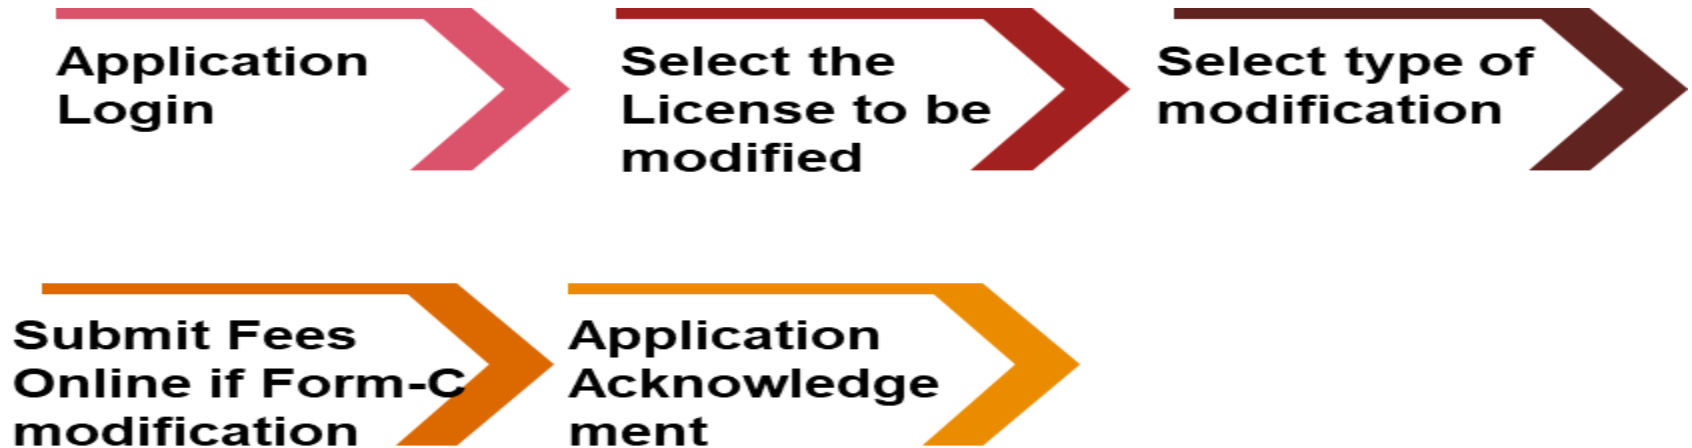 Application
Login
Select the
License to be
modified
Select type of
modification
Submit Fees
Online if Form-C
modification
Application
Acknowledge
ment